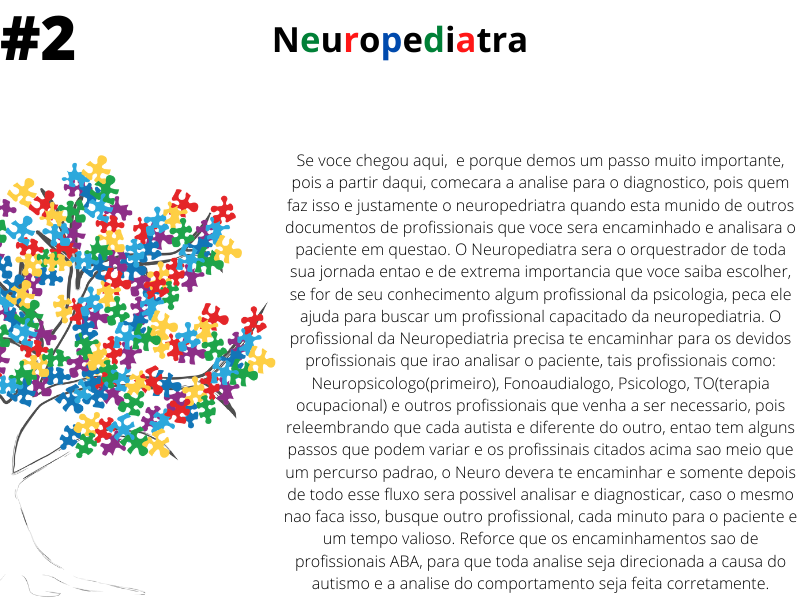 #2
Neuropediatra
Se voce chegou aqui, e porque demos um passo muito importante,
pois a partir daqui, comecara a analise para o diagnostico, pois quem
faz isso e justamente o neuropedriatra quando esta munido de outros
documentos de profissionais que voce sera encaminhado e analisara o
paciente em questao. O Neuropediatra sera o orquestrador de toda
sua jornada entao e de extrema importancia que voce saiba escolher,
se for de seu conhecimento algum profissional da psicologia, peca ele
ajuda para buscar um profissional capacitado da neuropediatria. O
profissional da Neuropediatria precisa te encaminhar para os devidos
profissionais que irao analisar o paciente, tais profissionais como:
Neuropsicologo(primeiro), Fonoaudialogo, Psicologo, TO(terapia
ocupacional) e outros profissionais que venha a ser necessario, pois
releembrando que cada autista e diferente do outro, entao tem alguns
passos que podem variar e os profissinais citados acima sao meio que
um percurso padrao, o Neuro devera te encaminhar e somente depois
de todo esse fluxo sera possivel analisar e diagnosticar, caso o mesmo
nao faca isso, busque outro profissional, cada minuto para o paciente e
um tempo valioso. Reforce que os encaminhamentos sao de
profissionais ABA, para que toda analise seja direcionada a causa do
autismo e a analise do comportamento seja feita corretamente.